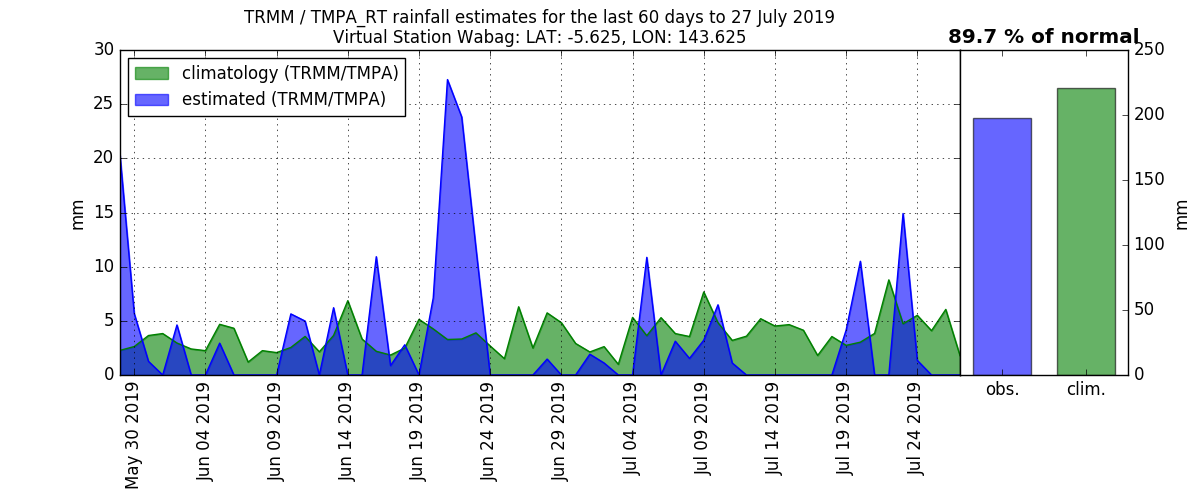 TRMM / TMPA_RT rainfall estimates for the last 60 days to 27 July 2019
Virtual Station Wabag: LAT: -5.625, LON: 143.625
89.7 % of normal
climatology (TRMM/TMPA)
estimated (TRMM/TMPA)
30
25
20
15
10
5
0
mm
May 30 2019
Jun 04 2019
Jun 09 2019
Jun 14 2019
Jun 19 2019
Jun 24 2019
Jun 29 2019
Jul 04 2019
Jul 09 2019
Jul 14 2019
Jul 19 2019
Jul 24 2019
250
200
150
100
50
0
mm
obs.
clim.